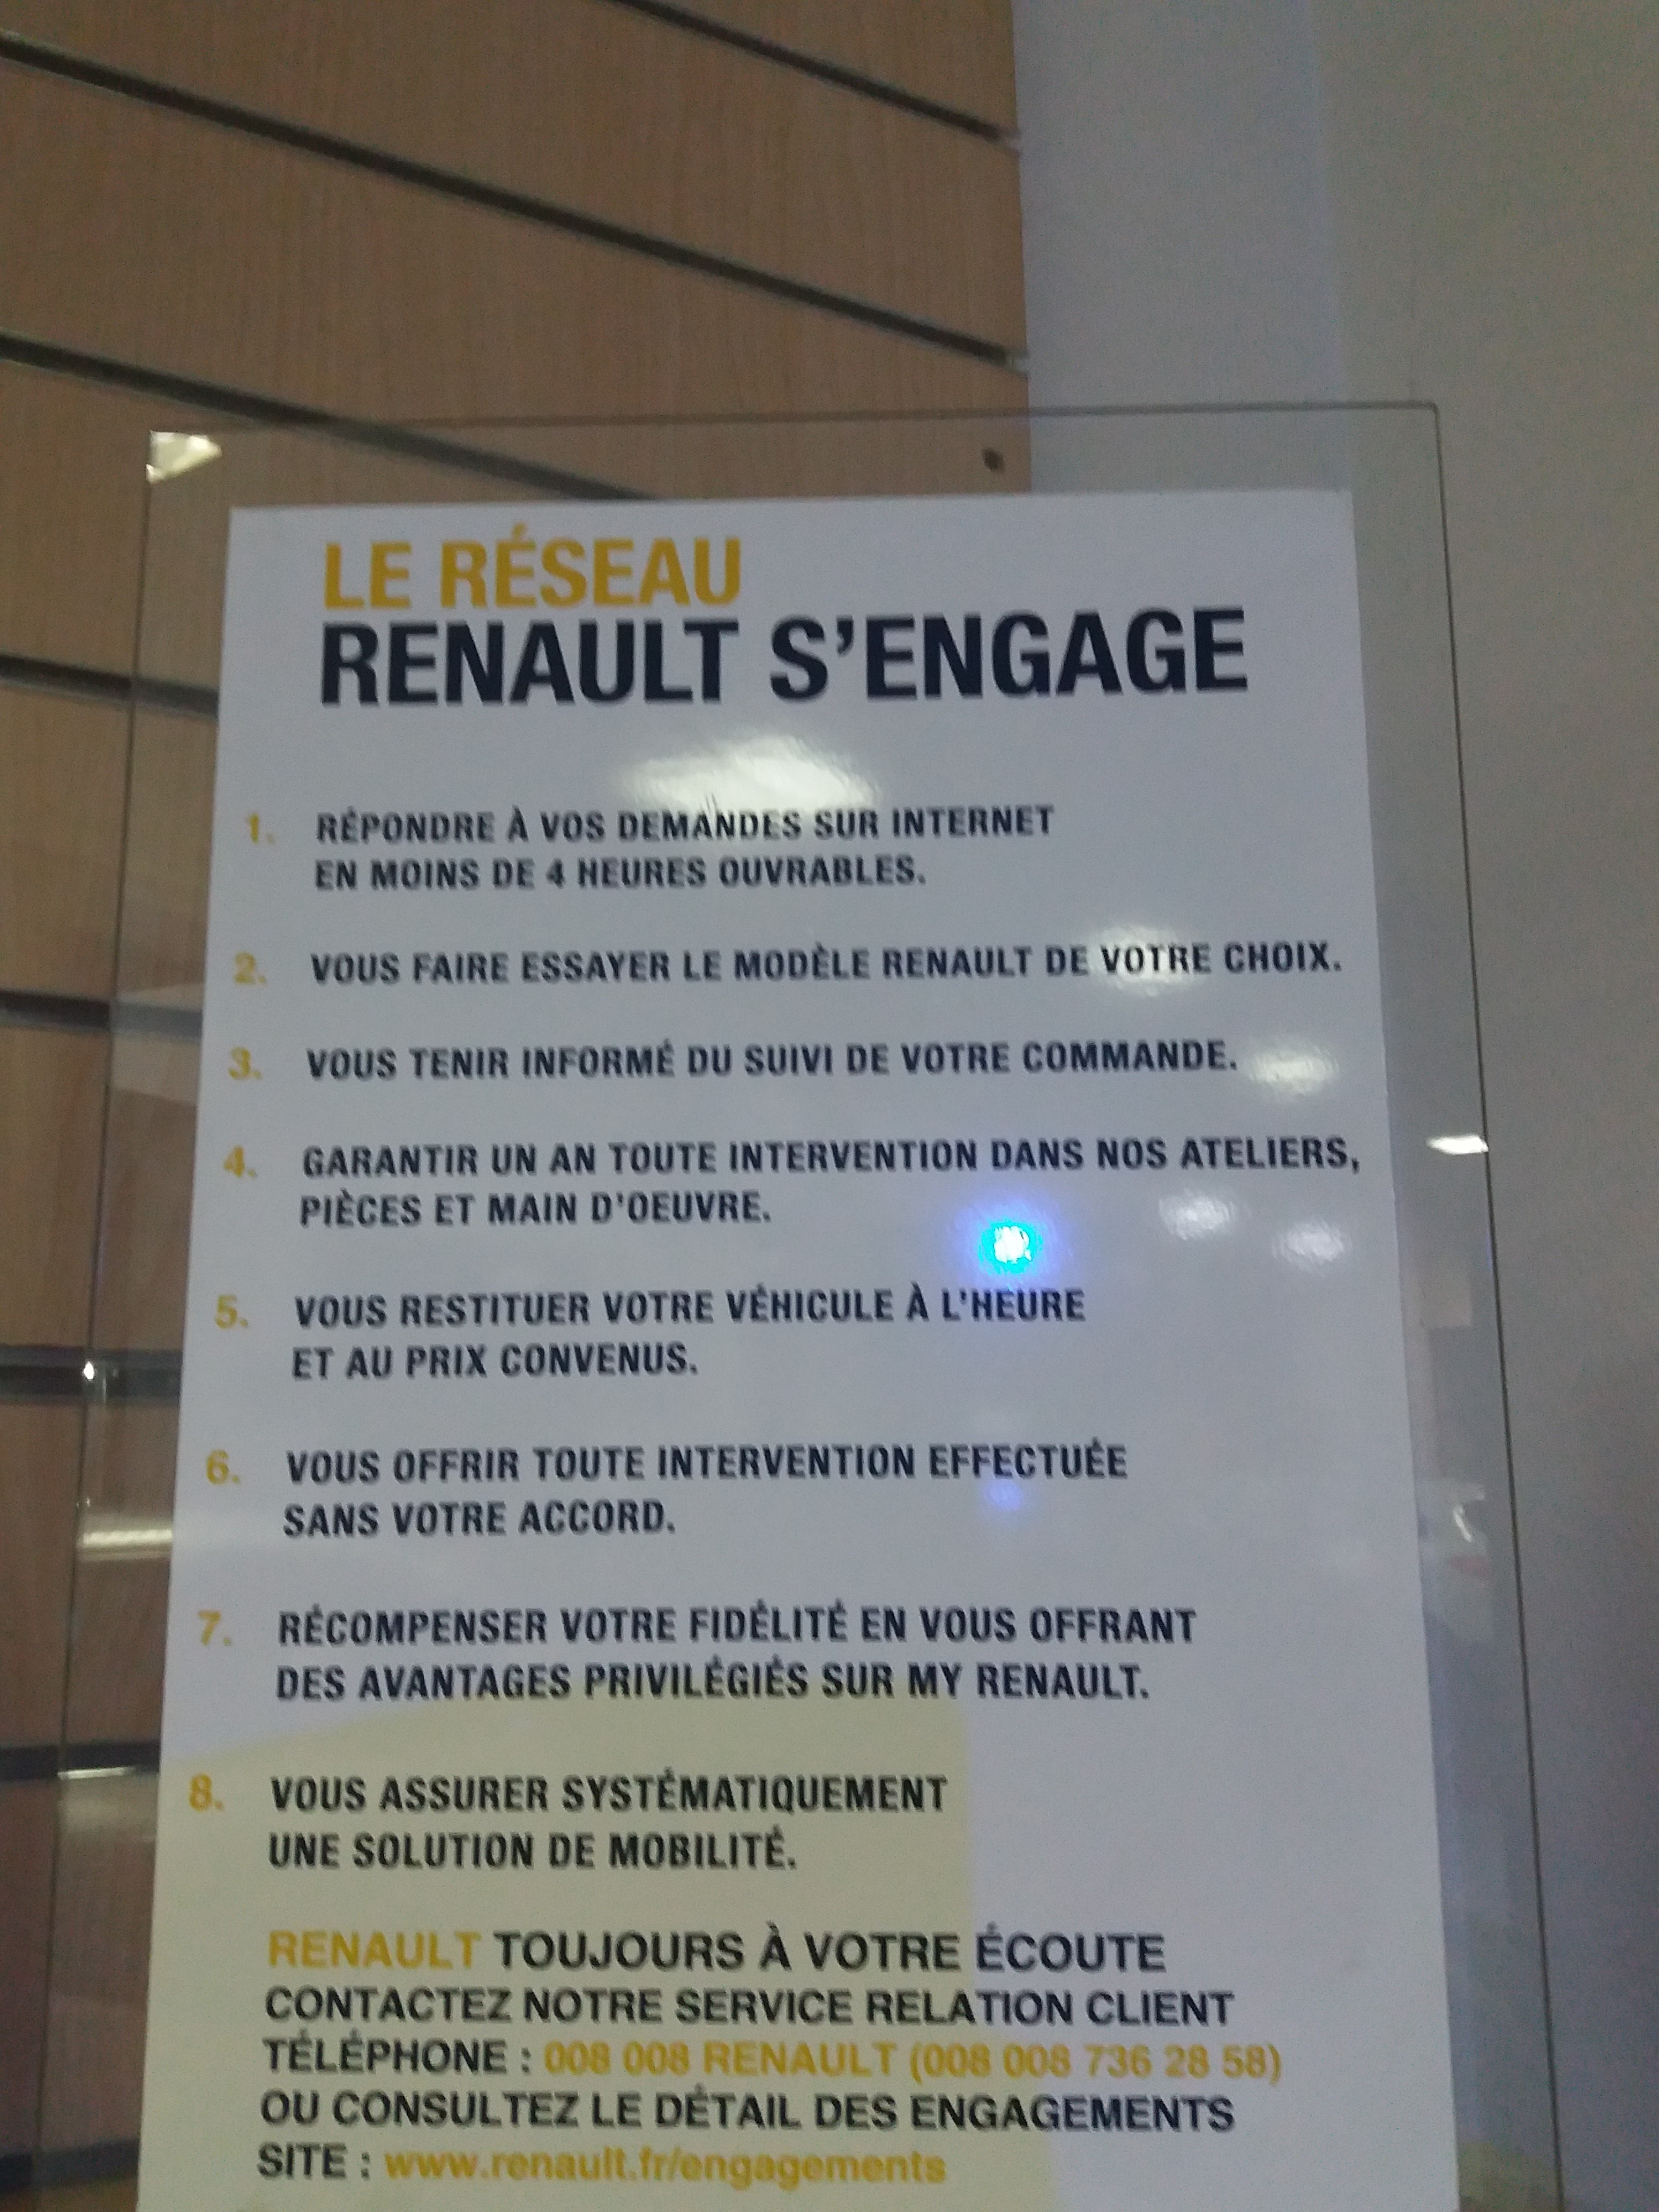 LE RÉSEAU
RENAULT S'ENGAGE
1. RÉPONDRE À VOS DEMANDES SUR INTERNET
EN MOINS DE 4 HEURES OUVRABLES.
2. VOUS FAIRE ESSAYER LE MODÈLE RENAULT DE VOTRE CHOIX.
3. VOUS TENIR INFORMÉ DU SUIVI DE VOTRE COMMANDE.
4. GARANTIR UN AN TOUTE INTERVENTION DANS NOS ATELIERS,
PIÈCES ET MAIN D'OEUVRE.
5. VOUS RESTITUER VOTRE VÉHICULE À L'HEURE
ET AU PRIX CONVENUS.
6. VOUS OFFRIR TOUTE INTERVENTION EFFECTUÉE
SANS VOTRE ACCORD.
7. RÉCOMPENSER VOTRE FIDÉLITÉ EN VOUS OFFRANT
DES AVANTAGES PRIVILÉGIÉS SUR MY RENAULT.
8. VOUS ASSURER SYSTÉMATIQUEMENT
UNE SOLUTION DE MOBILITÉ.
RENAULT TOUJOURS À VOTRE ÉCOUTE
CONTACTEZ NOTRE SERVICE RELATION CLIENT
TÉLÉPHONE : 008 008 RENAULT (008 008 736 28 58)
OU CONSULTEZ LE DÉTAIL DES ENGAGEMENTS
SITE : www.renault.fr/engagements